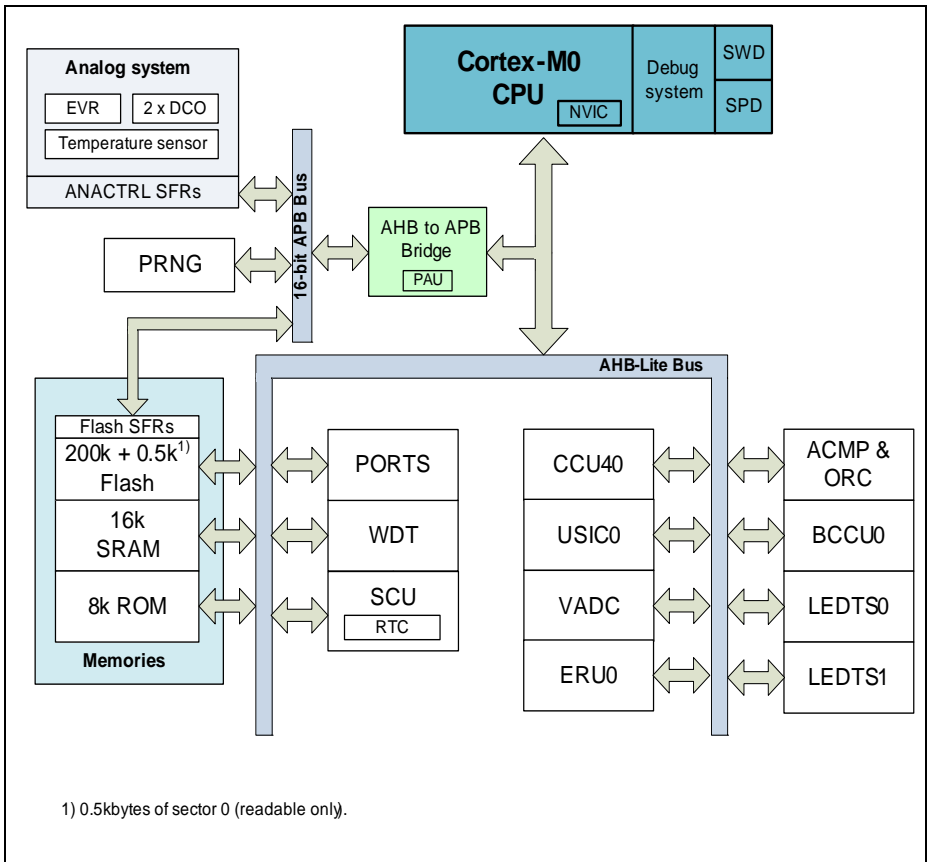 Analog system
EVR
2 x DCO
Temperature sensor
ANACTRL SFRs
Cortex-M0
CPU
NVIC
Debug
system
SWD
SPD
16-bit APB Bus
PRNG
AHB to APB
Bridge
PAU
AHB-Lite Bus
Flash SFRs
200k + 0.5k1)
Flash
16k
SRAM
8k ROM
Memories
PORTS
WDT
SCU
RTC
CCU40
USIC0
VADC
ERU0
ACMP &
ORC
BCCU0
LEDTS0
LEDTS1
1) 0.5kbytes of sector 0 (readable only).